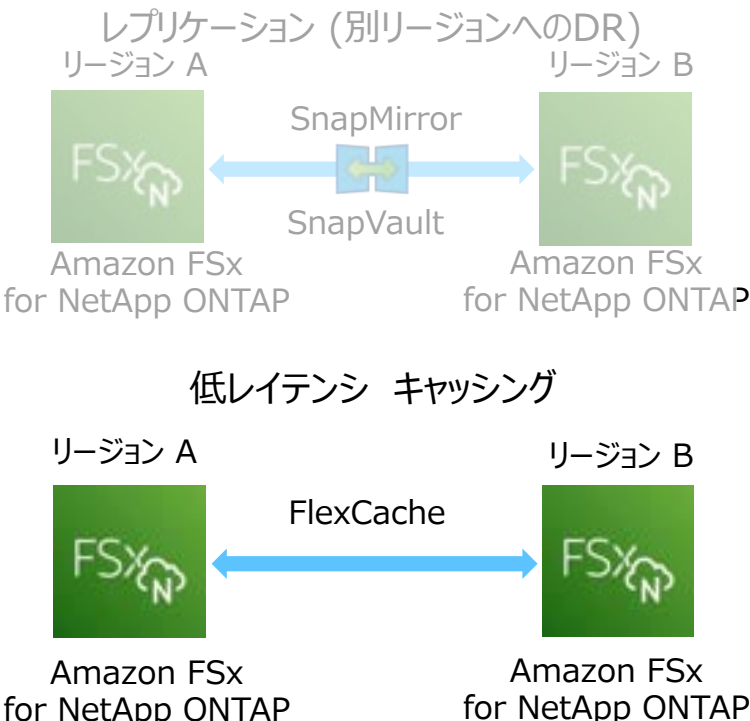 レプリケーション (別リージョンへのDR)
リージョン A
リージョン B
SnapMirror
FSx N
FSx N
SnapVault
Amazon FSx
for NetApp ONTAP
Amazon FSx
for NetApp ONTAP
低レイテンシ キャッシング
リージョン A
リージョン B
FlexCache
FSx N
FSx N
Amazon FSx
for NetApp ONTAP
Amazon FSx
for NetApp ONTAP